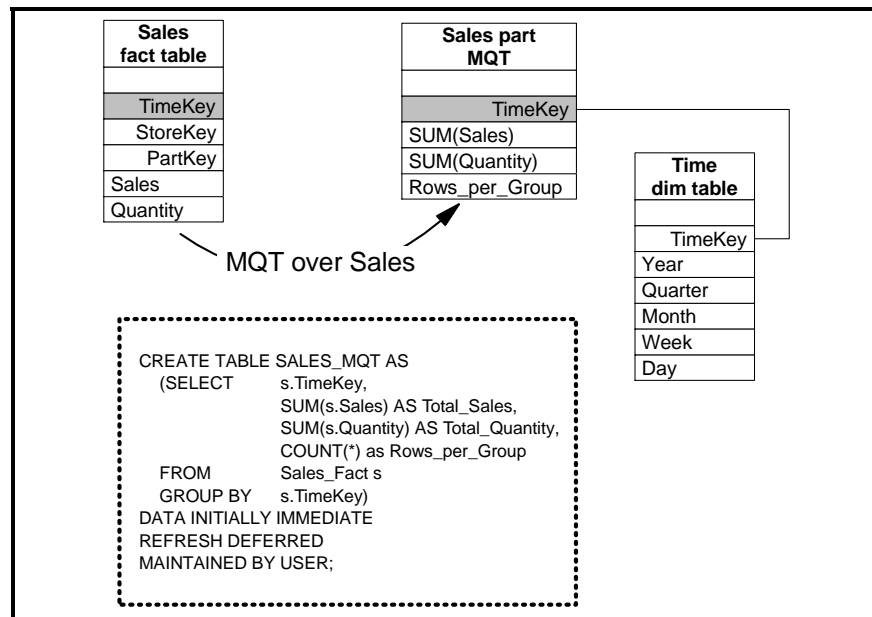 Sales
fact table
TimeKey
StoreKey
PartKey
Sales
Quantity
Sales part
MQT
TimeKey
SUM(Sales)
SUM(Quantity)
Rows_per_Group
Time
dim table
TimeKey
Year
Quarter
Month
Week
Day
MQT over Sales
CREATE TABLE SALES_MQT AS
(SELECT s.TimeKey,
SUM(s.Sales) AS Total_Sales,
SUM(s.Quantity) AS Total_Quantity,
COUNT(*) as Rows_per_Group
FROM Sales_Fact s
GROUP BY s.TimeKey)
DATA INITIALLY IMMEDIATE
REFRESH DEFERRED
MAINTAINED BY USER;